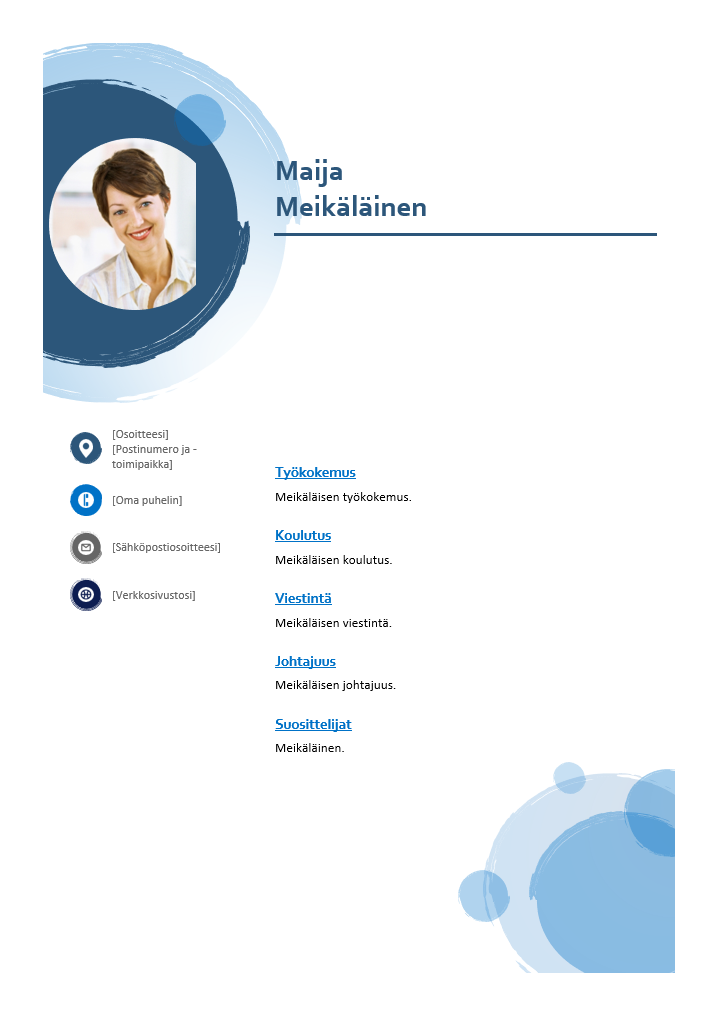 Maija
Meikäläinen
[Osoitteesi]
[Postinumero ja -
toimipaikka]
[Oma puhelin]
[Sähköpostiosoitteesi]
[Verkkosivustosi]
Työkokemus
Meikäläisen työkokemus.
Koulutus
Meikäläisen koulutus.
Viestintä
Meikäläisen viestintä.
Johtajuus
Meikäläisen johtajuus.
Suosittelijat
Meikäläinen.